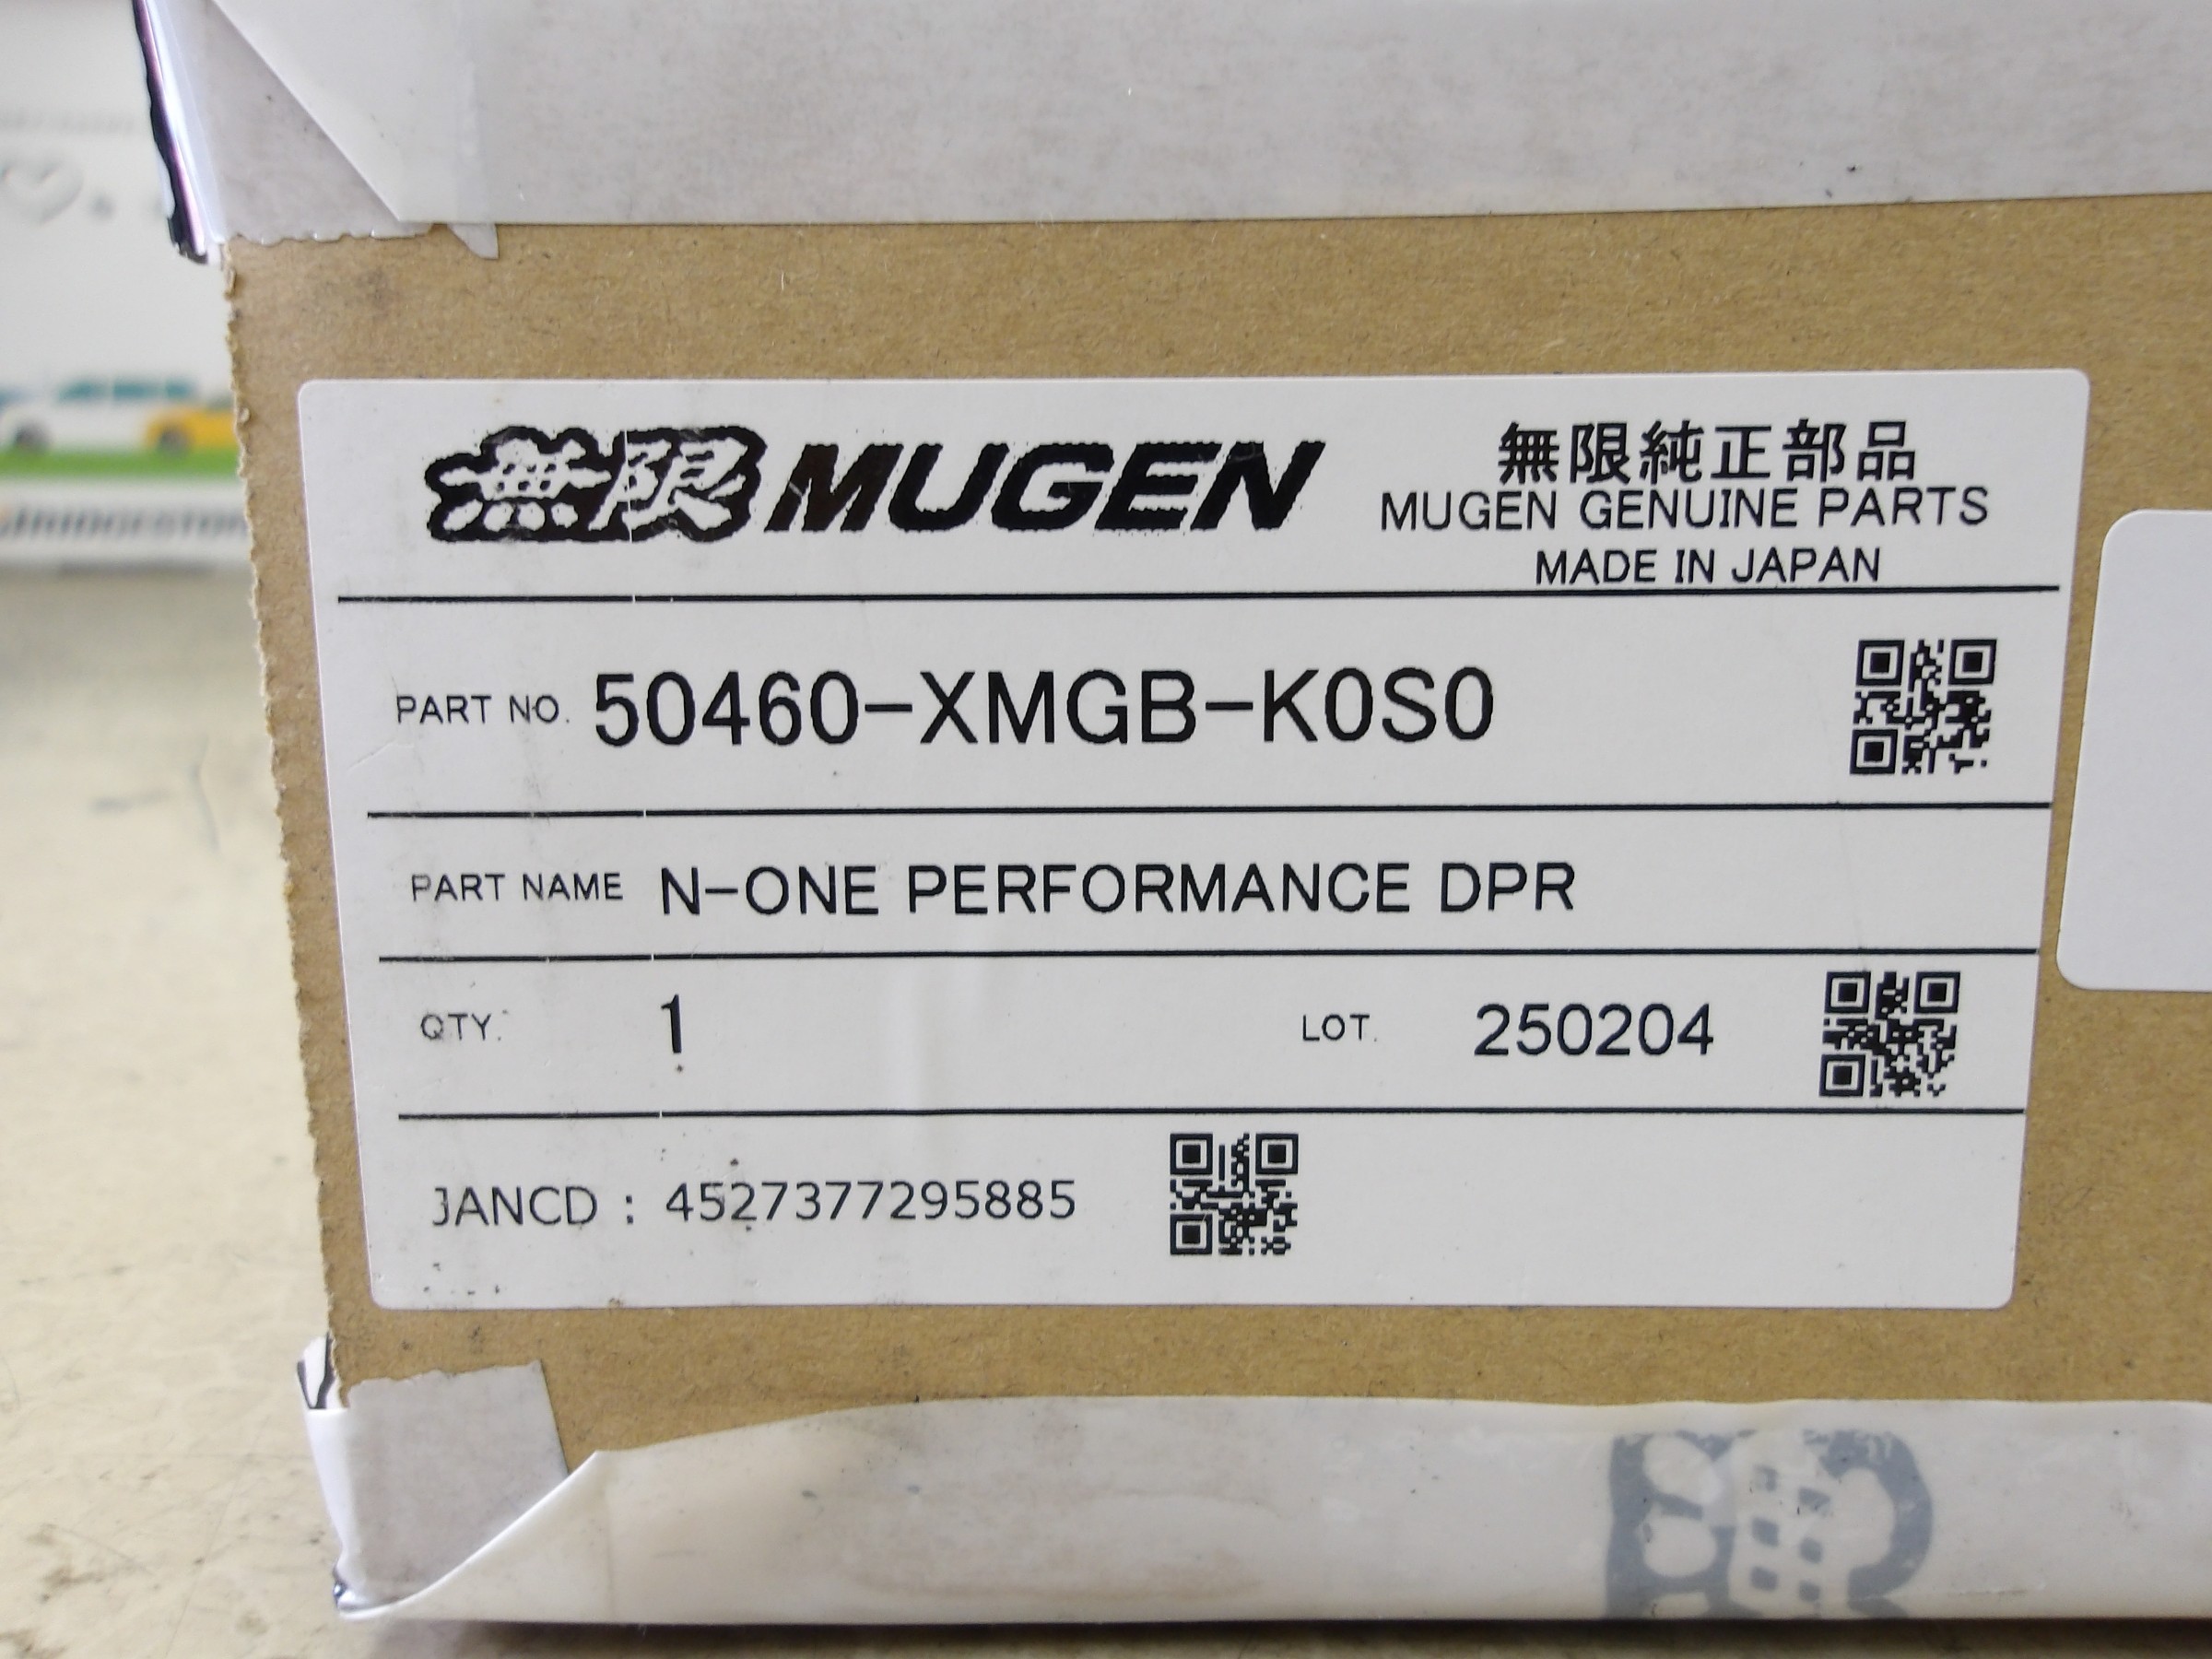 無限 MUGEN
無限純正部品
MUGEN GENUINE PARTS
MADE IN JAPAN
PART NO. 50460-XMGB-K0S0
PART NAME N-ONE PERFORMANCE DPR
QTY. 1
LOT. 250204
JANCD : 4527377295885